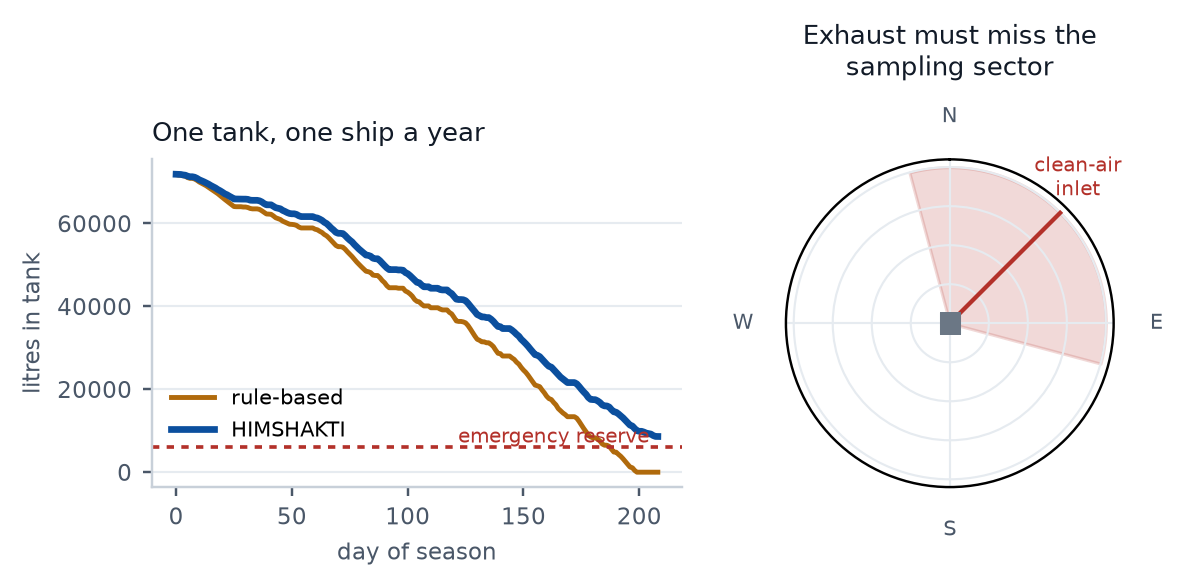 One tank, one ship a year
litres in tank
60000
40000
20000
0
rule-based
HIMSHAKTI
emergency reserve
0 50 100 150 200
day of season
Exhaust must miss the
sampling sector
N
clean-air
inlet
W
E
S